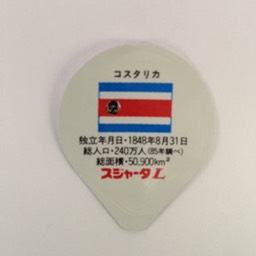 コスタリカ
独立年月日・1848年8月31日
総人口・240万人(85年調べ)
総面積・50,900km²
スジャータL